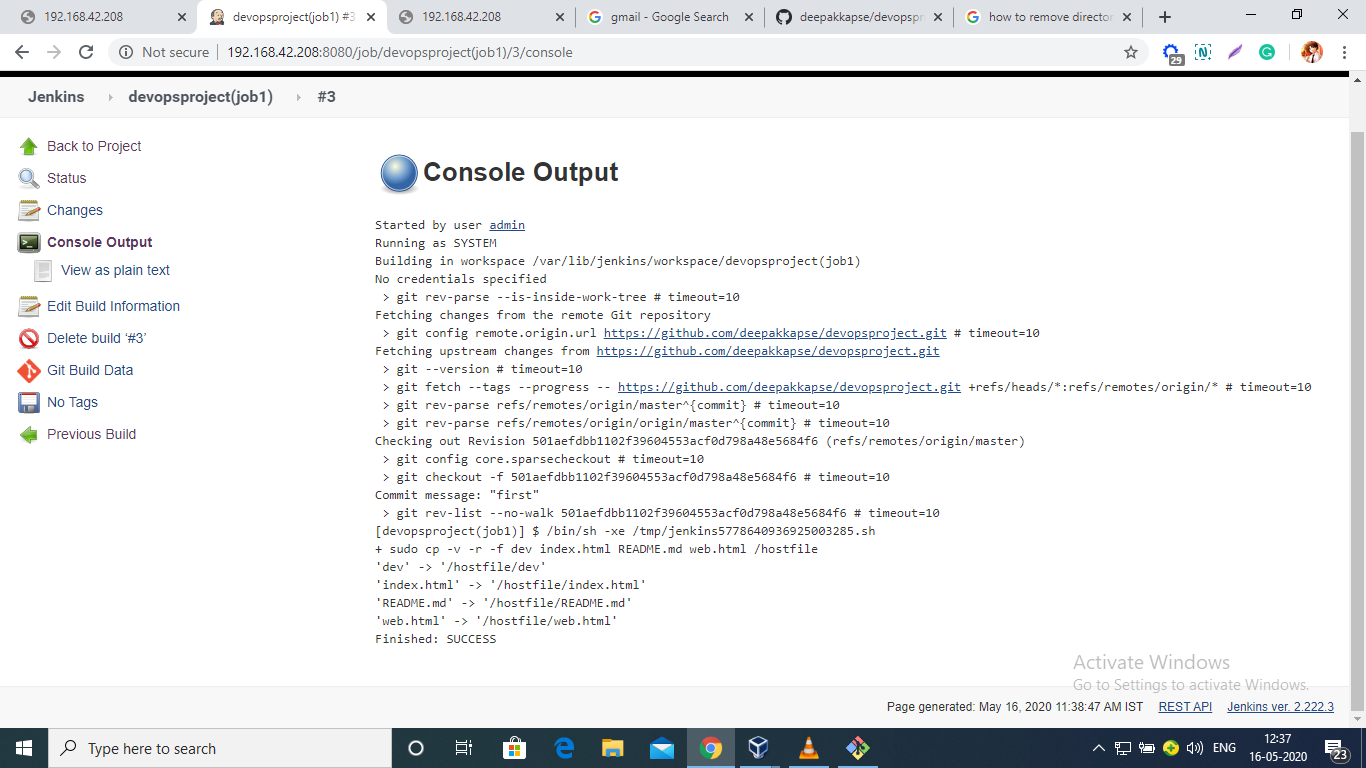 192.168.42.208
devopsproject(job1) #3
192.168.42.208
gmail - Google Search
deepakkapse/devopspr
how to remove director
Not secure
192.168.42.208:8080/job/devopsproject(job1)/3/console
29
Jenkins
devopsproject(job1)
#3
Back to Project
Status
Changes
Console Output
View as plain text
Edit Build Information
Delete build ‘#3’
Git Build Data
No Tags
Previous Build
Console Output
Started by user admin
Running as SYSTEM
Building in workspace /var/lib/jenkins/workspace/devopsproject(job1)
No credentials specified
> git rev-parse --is-inside-work-tree # timeout=10
Fetching changes from the remote Git repository
> git config remote.origin.url https://github.com/deepakkapse/devopsproject.git # timeout=10
Fetching upstream changes from https://github.com/deepakkapse/devopsproject.git
> git --version # timeout=10
> git fetch --tags --progress -- https://github.com/deepakkapse/devopsproject.git +refs/heads/*:refs/remotes/origin/* # timeout=10
> git rev-parse refs/remotes/origin/master^{commit} # timeout=10
> git rev-parse refs/remotes/origin/origin/master^{commit} # timeout=10
Checking out Revision 501aefdbb1102f39604553acf0d798a48e5684f6 (refs/remotes/origin/master)
> git config core.sparsecheckout # timeout=10
> git checkout -f 501aefdbb1102f39604553acf0d798a48e5684f6 # timeout=10
Commit message: "first"
> git rev-list --no-walk 501aefdbb1102f39604553acf0d798a48e5684f6 # timeout=10
[devopsproject(job1)] $ /bin/sh -xe /tmp/jenkins5778640936925003285.sh
+ sudo cp -v -r -f dev index.html README.md web.html /hostfile
'dev' -> '/hostfile/dev'
'index.html' -> '/hostfile/index.html'
'README.md' -> '/hostfile/README.md'
'web.html' -> '/hostfile/web.html'
Finished: SUCCESS
Activate Windows
Go to Settings to activate Windows.
Page generated: May 16, 2020 11:38:47 AM IST
REST API
Jenkins ver. 2.222.3
Type here to search
ENG
12:37
16-05-2020
23